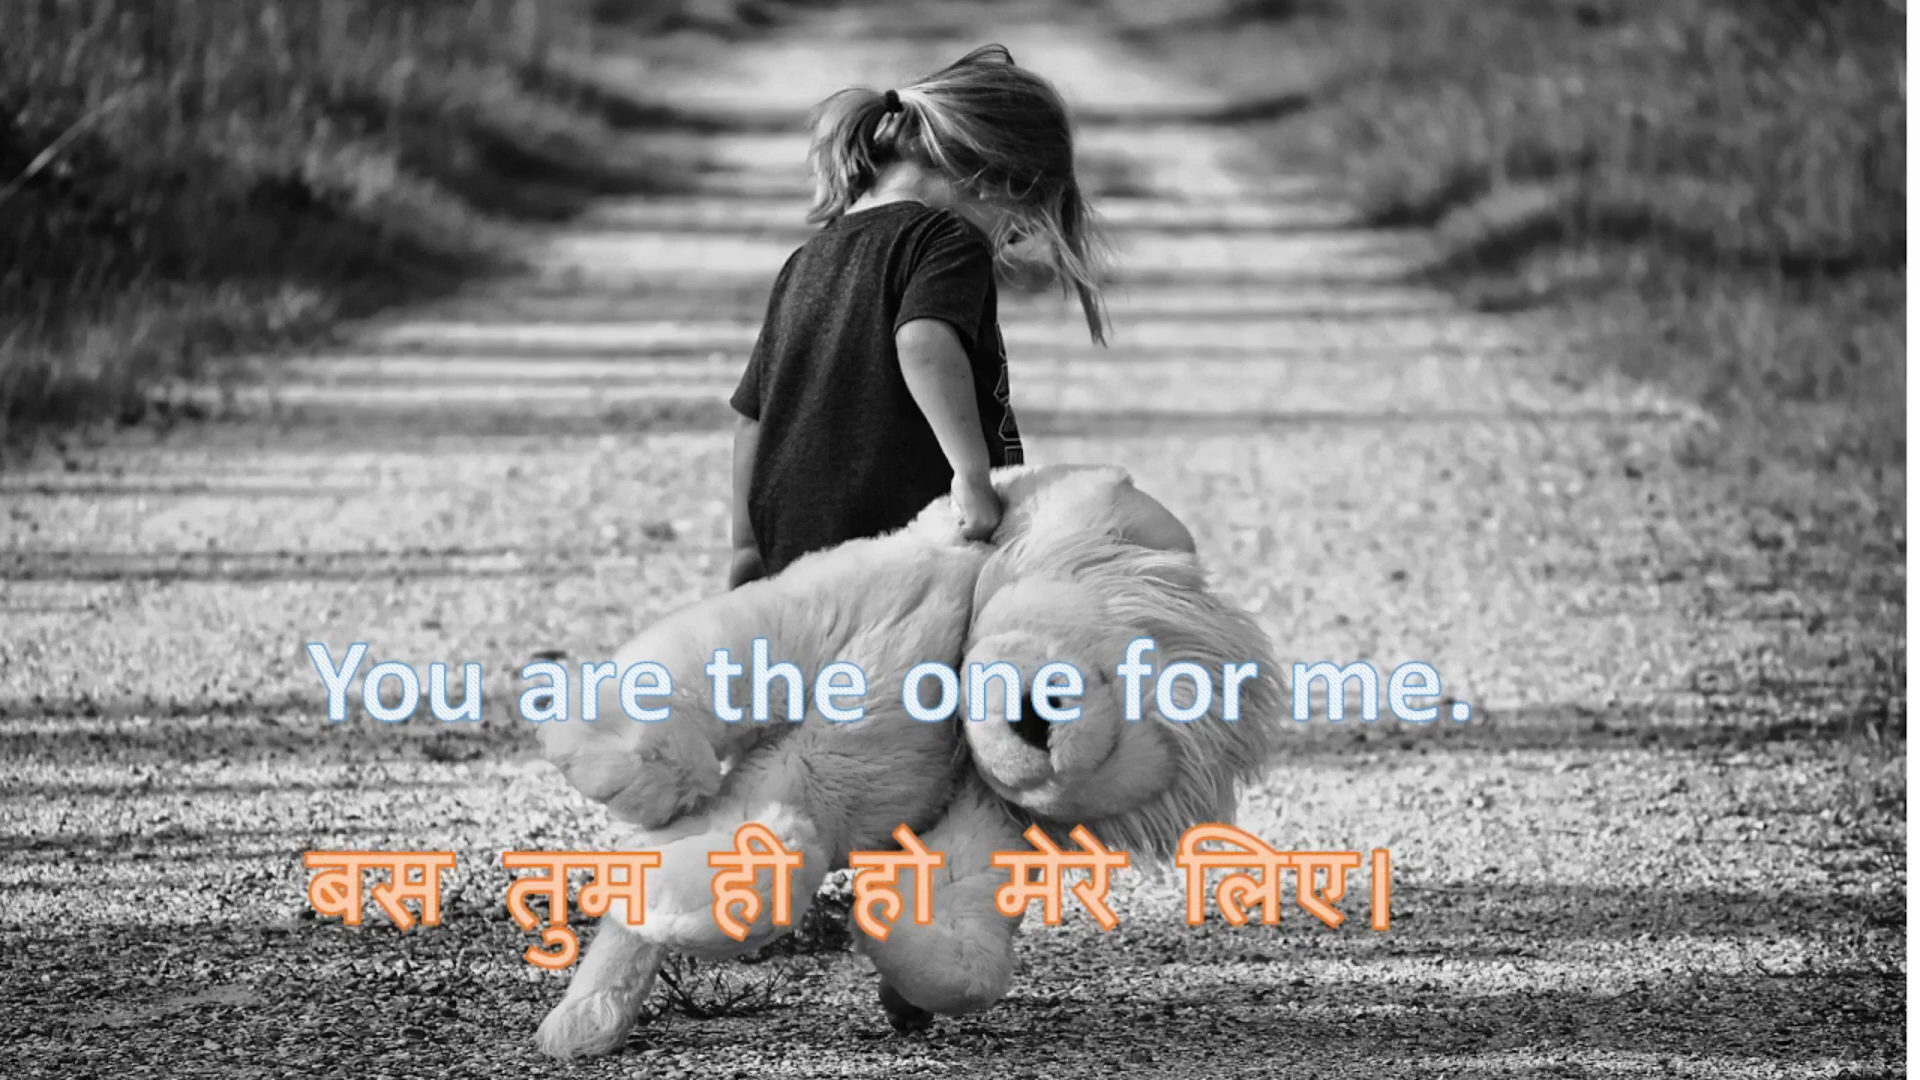 You are the one for me.
बस तुम ही हो मेरे लिए।